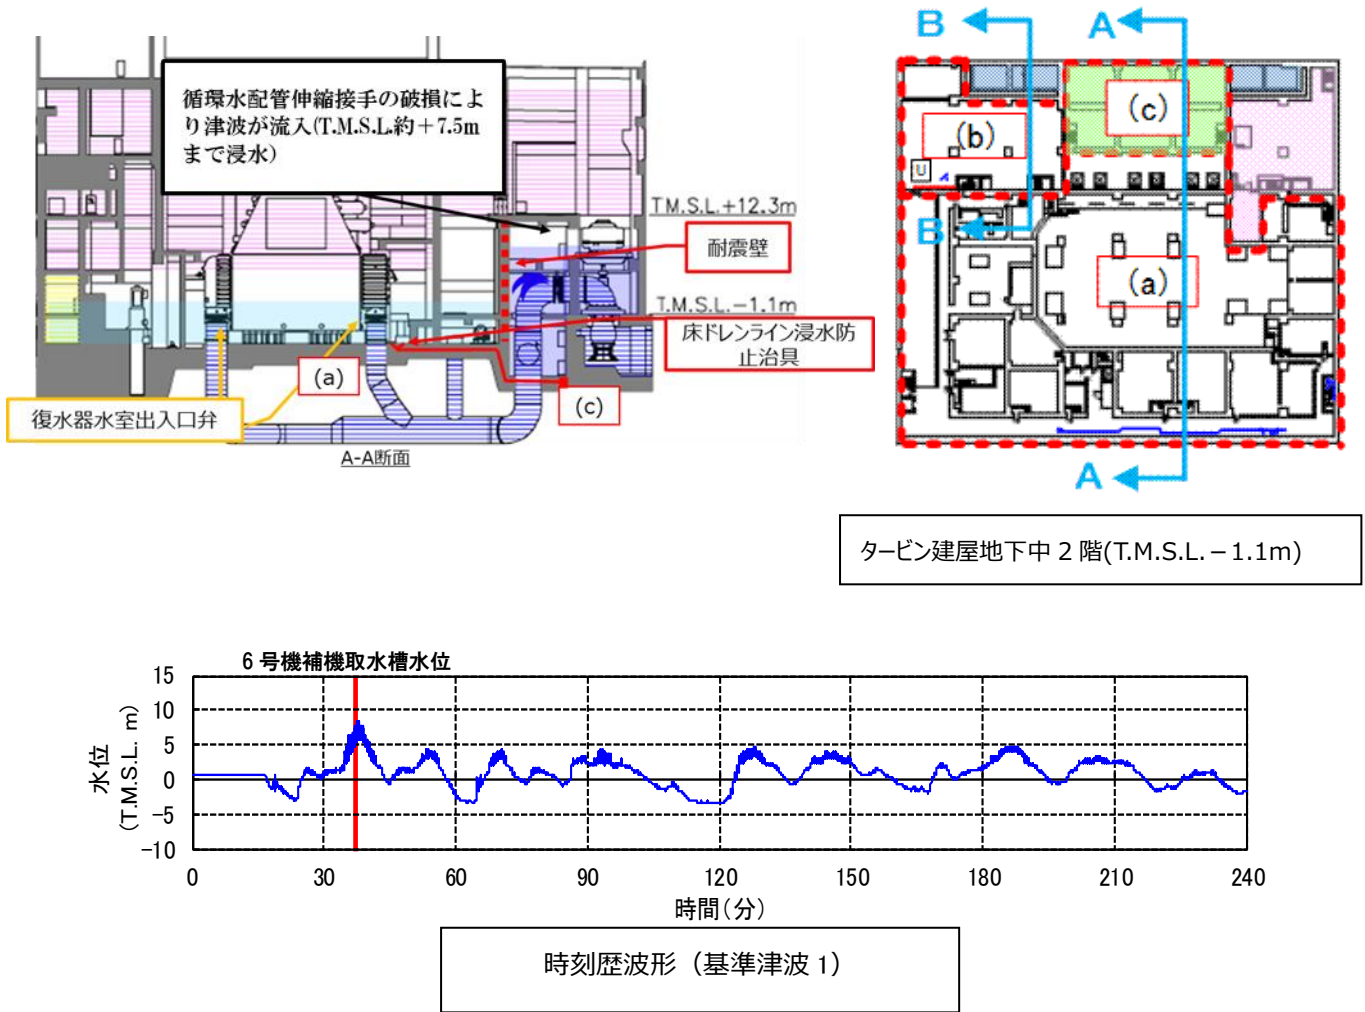 循環水配管伸縮接手の破損によ
り津波が流入(T.M.S.L.約＋7.5m
まで浸水）
T.M.S.L.+12.3m
耐震壁
T.M.S.L.−1.1m
床ドレンライン浸水防
止治具
(a)
(c)
復水器水室出入口弁
A-A断面
B
A
(c)
(b)
U
B
(a)
A
タービン建屋地下中 2 階(T.M.S.L.－1.1m)
6 号機補機取水槽水位
水位
(T.M.S.L. m)
15
10
5
0
−5
−10
0 30 60 90 120 150 180 210 240
時間(分)
時刻歴波形（基準津波 1）